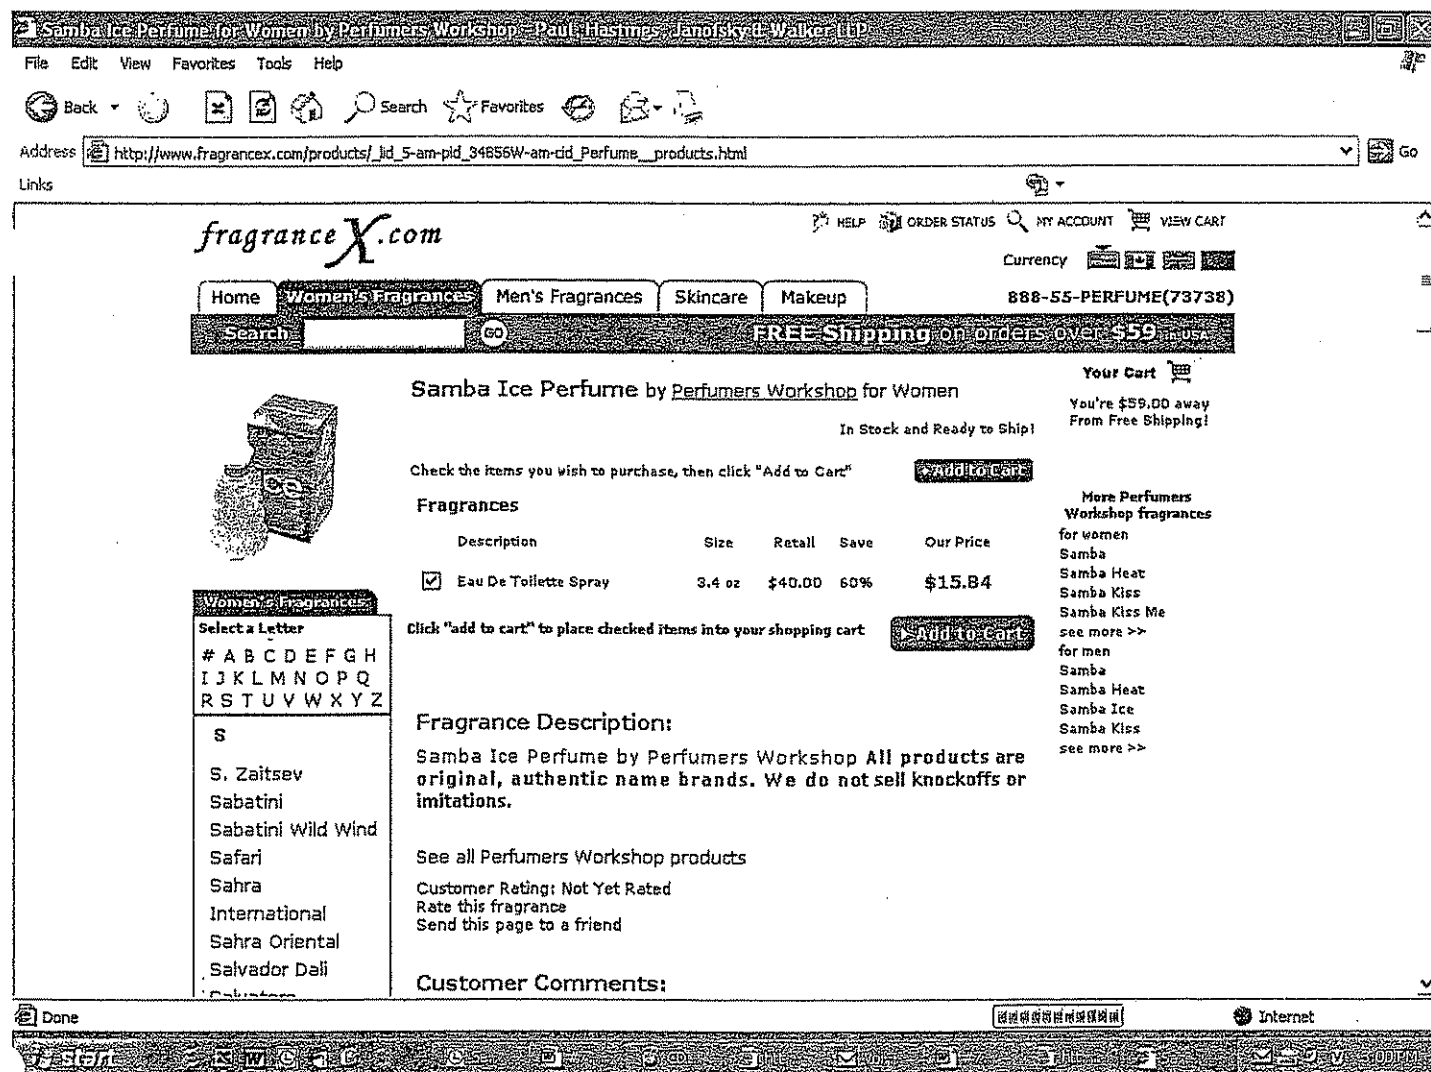 Samba Ice Perfume for Women by Perfumers Workshop - Paul, Hastings, Janofsky & Walker LLP
File Edit View Favorites Tools Help
Back Search Favorites
Address http://www.fragrancex.com/products/_lid_S-am-pid_34656W-am-cid_Perfume__products.html Go
Links
fragranceX.com
HELP ORDER STATUS MY ACCOUNT VIEW CART
Currency
Home Women's Fragrances Men's Fragrances Skincare Makeup 888-55-PERFUME(73738)
Search GO FREE Shipping on orders over $59 in USA
Samba Ice Perfume by Perfumers Workshop for Women
In Stock and Ready to Ship!
Check the items you wish to purchase, then click "Add to Cart" Add to Cart
Fragrances
Description Size Retail Save Our Price
Eau De Toilette Spray 3.4 oz $40.00 60% $15.84
Click "add to cart" to place checked items into your shopping cart Add to Cart
Fragrance Description:
Samba Ice Perfume by Perfumers Workshop All products are
original, authentic name brands. We do not sell knockoffs or
imitations.
See all Perfumers Workshop products
Customer Rating: Not Yet Rated
Rate this fragrance
Send this page to a friend
Customer Comments:
Your Cart
You're $59.00 away
From Free Shipping!
More Perfumers
Workshop fragrances
for women
Samba
Samba Heat
Samba Kiss
Samba Kiss Me
see more >>
for men
Samba
Samba Heat
Samba Ice
Samba Kiss
see more >>
Women's Fragrances
Select a Letter
# A B C D E F G H
I J K L M N O P Q
R S T U V W X Y Z
S
S. Zaitsev
Sabatini
Sabatini Wild Wind
Safari
Sahra
International
Sahra Oriental
Salvador Dali
Done Internet
start 3:00 PM